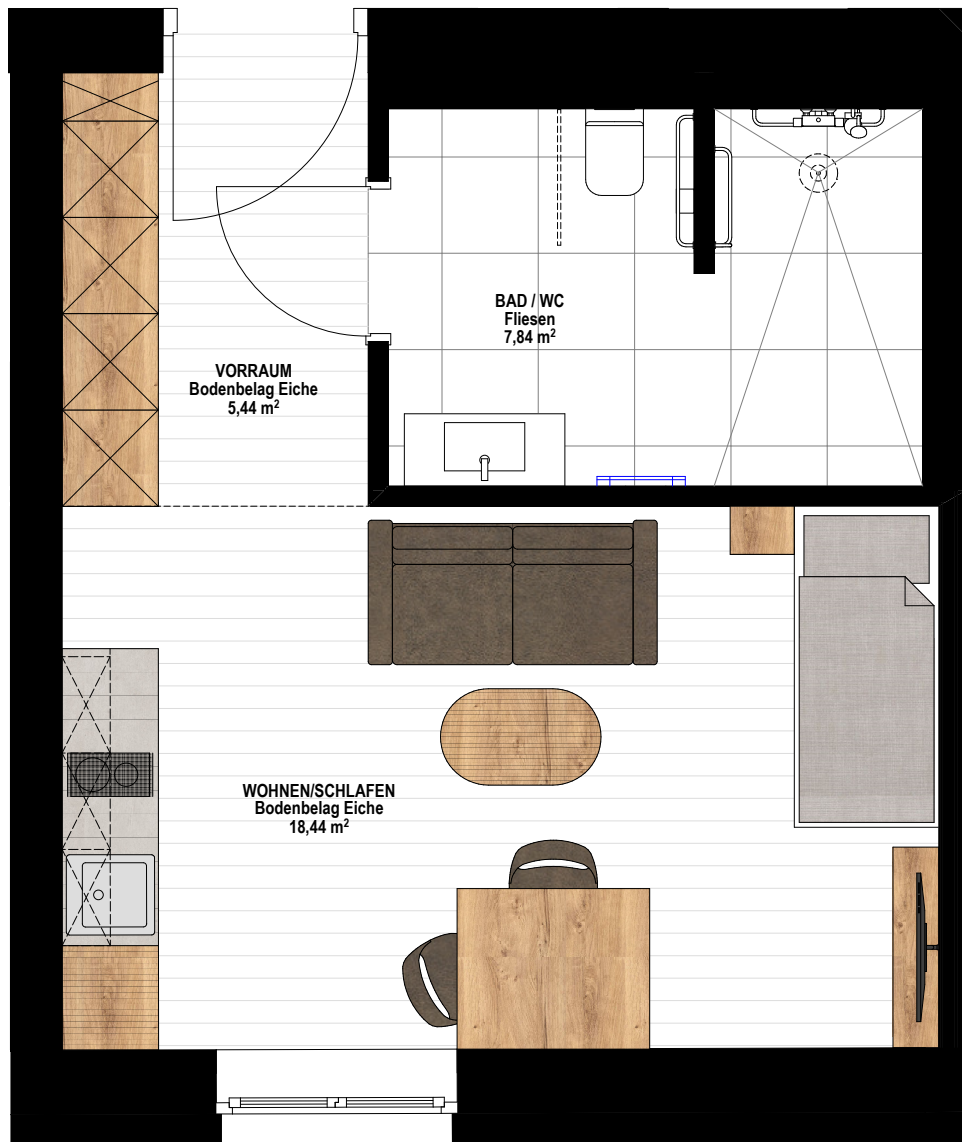 BAD / WC
Fliesen
7,84 m²
VORRAUM
Bodenbelag Eiche
5,44 m²
WOHNEN/SCHLAFEN
Bodenbelag Eiche
18,44 m²